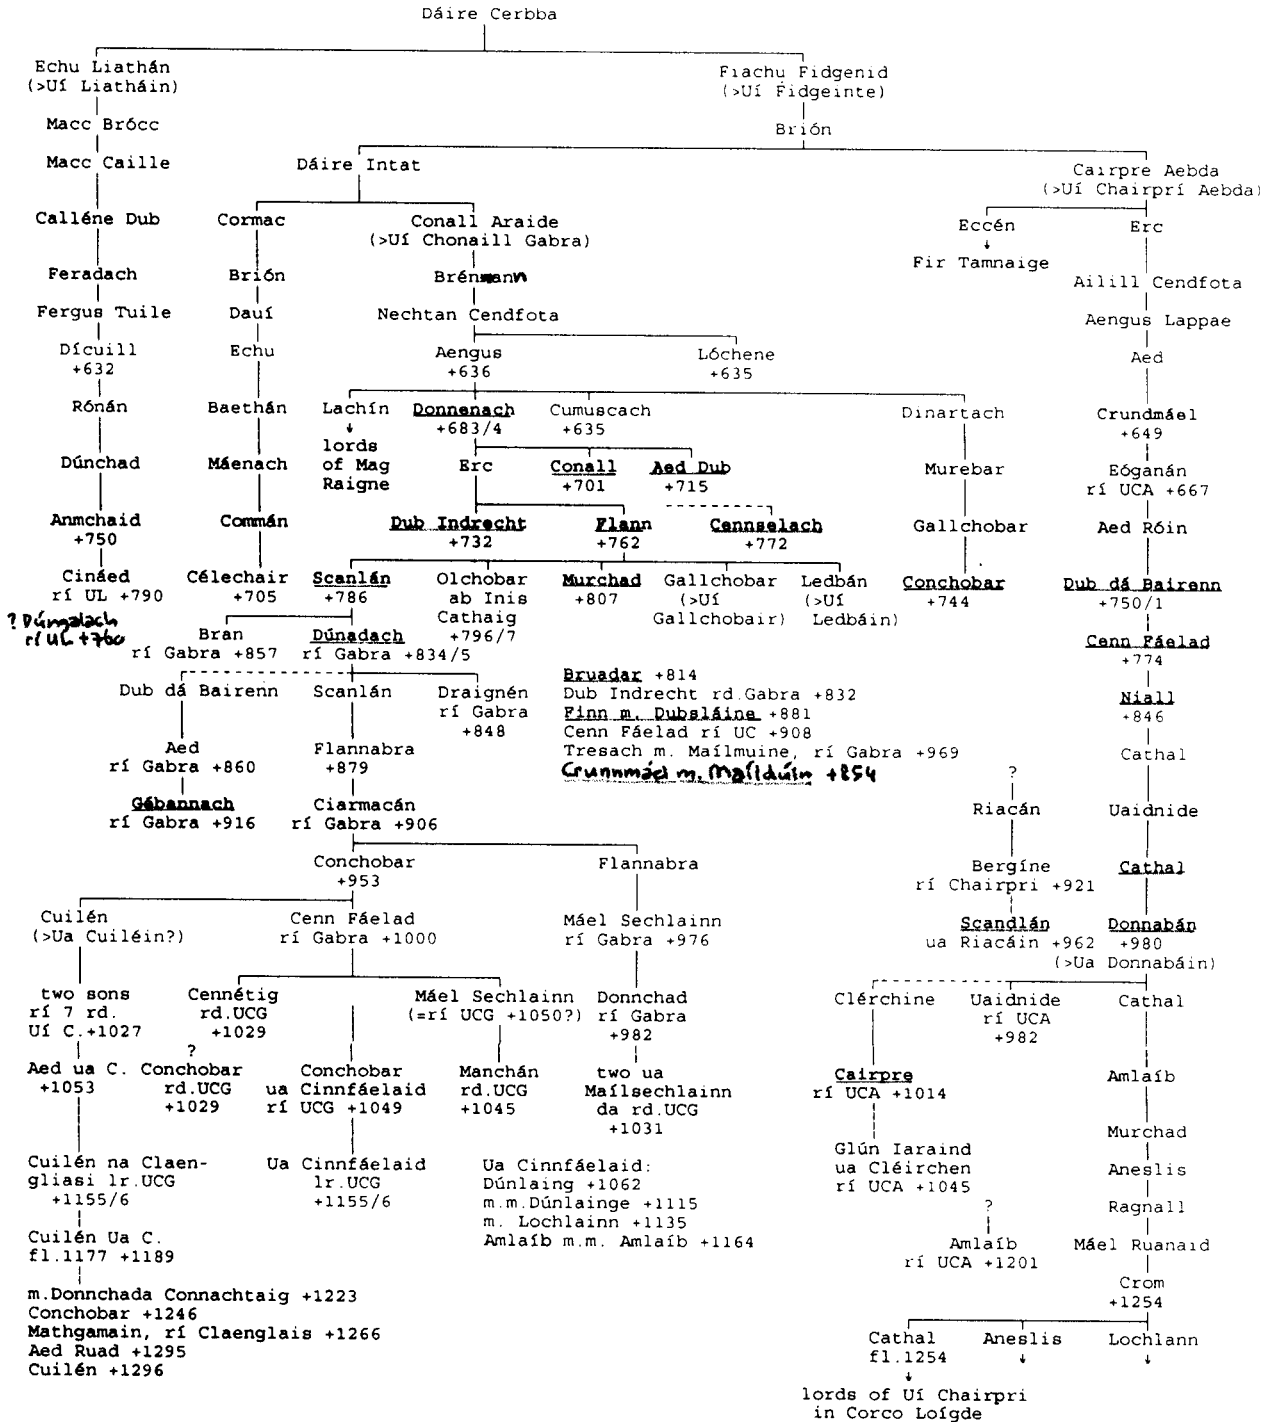 Dáire Cerbba
Echu Liathán
(>Uí Liatháin)
Fiachu Fidgenid
(>Uí Fidgeinte)
Macc Brócc
Brión
Macc Caille
Dáire Intat
Cairpre Aebda
(>Uí Chairprí Aebda)
Calléne Dub
Cormac
Conall Araide
(>Uí Chonaill Gabra)
Eccén
Erc
Fir Tamnaige
Feradach
Brión
Brénmann
Ailill Cendfota
Fergus Tuile
Dauí
Nechtan Cendfota
Aengus Lappae
Dícuill
+632
Echu
Aengus
+636
Lóchene
+635
Aed
Rónán
Baethán
Lachín
lords
of Mag
Raigne
Donnenach
+683/4
Cumuscach
+635
Dinartach
Crundmáel
+649
Dúnchad
Máenach
Erc
Conall
+701
Aed Dub
+715
Murebar
Eóganán
rí UCA +667
Anmchaid
+750
Commán
Dub Indrecht
+732
Flann
+762
Cennselach
+772
Gallchobar
Aed Róin
Cináed
rí UL +790
Célechair
+705
Scanlán
+786
Olchobar
ab Inis
Cathaig
+796/7
Murchad
+807
Gallchobar
(>Uí
Gallchobair)
Ledbán
(>Uí
Ledbáin)
Conchobar
+744
Dub dá Bairenn
+750/1
? Dúngalach
rí UL +760
Bran
rí Gabra +857
Dúnadach
rí Gabra +834/5
Cenn Fáelad
+774
Dub dá Bairenn
Scanlán
Draignén
rí Gabra
+848
Bruadar +814
Dub Indrecht rd.Gabra +832
Finn m. Dubsláine +881
Cenn Fáelad rí UC +908
Tresach m. Maílmuine, rí Gabra +969
Crunnmáel m. Maíldúin +854
Niall
+846
Aed
rí Gabra +860
Flannabra
+879
Cathal
Gébannach
rí Gabra +916
Ciarmacán
rí Gabra +906
?
Riacán
Uaidnide
Conchobar
+953
Flannabra
Bergíne
rí Chairpri +921
Cathal
Cuilén
(>Ua Cuiléin?)
Cenn Fáelad
rí Gabra +1000
Máel Sechlainn
rí Gabra +976
Scandlán
ua Riacáin +962
Donnabán
+980
(>Ua Donnabáin)
two sons
rí 7 rd.
Uí C.+1027
Cennétig
rd.UCG
+1029
Máel Sechlainn
(=rí UCG +1050?)
Donnchad
rí Gabra
+982
Clérchine
Uaidnide
rí UCA
+982
Cathal
Aed ua C.
+1053
?
Conchobar
rd.UCG
+1029
Conchobar
ua Cinnfáelaid
rí UCG +1049
Manchán
rd.UCG
+1045
two ua
Maílsechlainn
da rd.UCG
+1031
Cairpre
rí UCA +1014
Amlaíb
Murchad
Cuilén na Claen-
gliasi lr.UCG
+1155/6
Ua Cinnfáelaid
lr.UCG
+1155/6
Ua Cinnfáelaid:
Dúnlaing +1062
m.m.Dúnlainge +1115
m. Lochlainn +1135
Amlaíb m.m. Amlaíb +1164
Glún Iaraind
ua Cléirchen
rí UCA +1045
Aneslis
Ragnall
Cuilén Ua C.
fl.1177 +1189
?
Amlaíb
rí UCA +1201
Máel Ruanaid
m.Donnchada Connachtaig +1223
Conchobar +1246
Mathgamain, rí Claenglais +1266
Aed Ruad +1295
Cuilén +1296
Crom
+1254
Cathal
fl.1254
Aneslis
Lochlann
lords of Uí Chairpri
in Corco Loígde